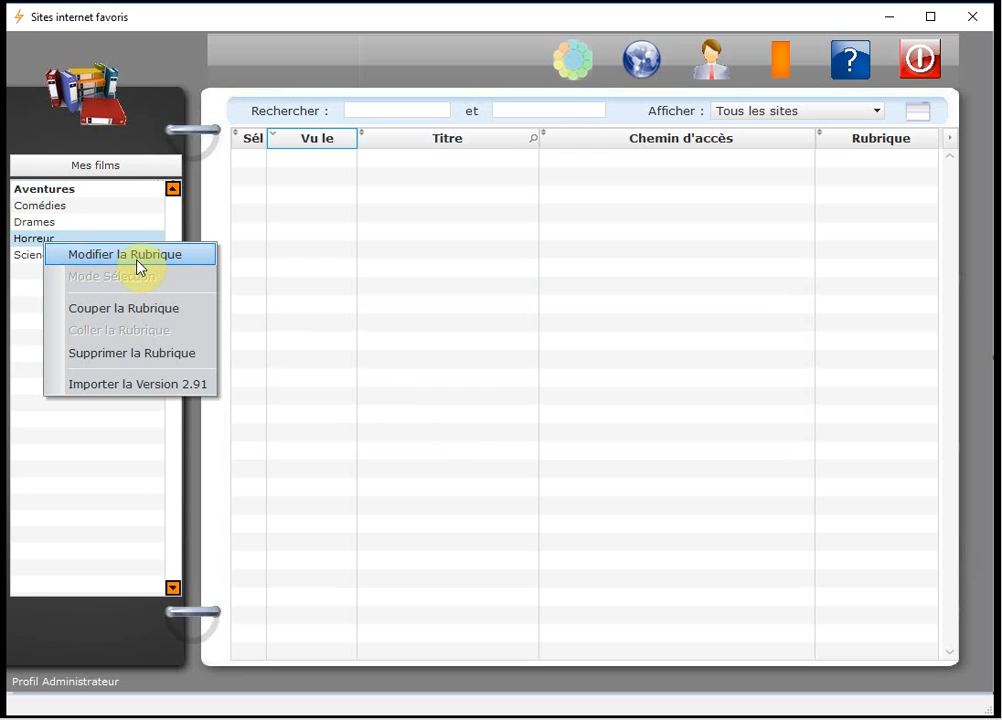 Sites internet favoris
Rechercher :
et
Afficher : Tous les sites
Sél
Vu le
Titre
Chemin d'accès
Rubrique
Mes films
Aventures
Comédies
Drames
Horreur
Modifier la Rubrique
Mode Sélection
Couper la Rubrique
Coller la Rubrique
Supprimer la Rubrique
Importer la Version 2.91
Profil Administrateur